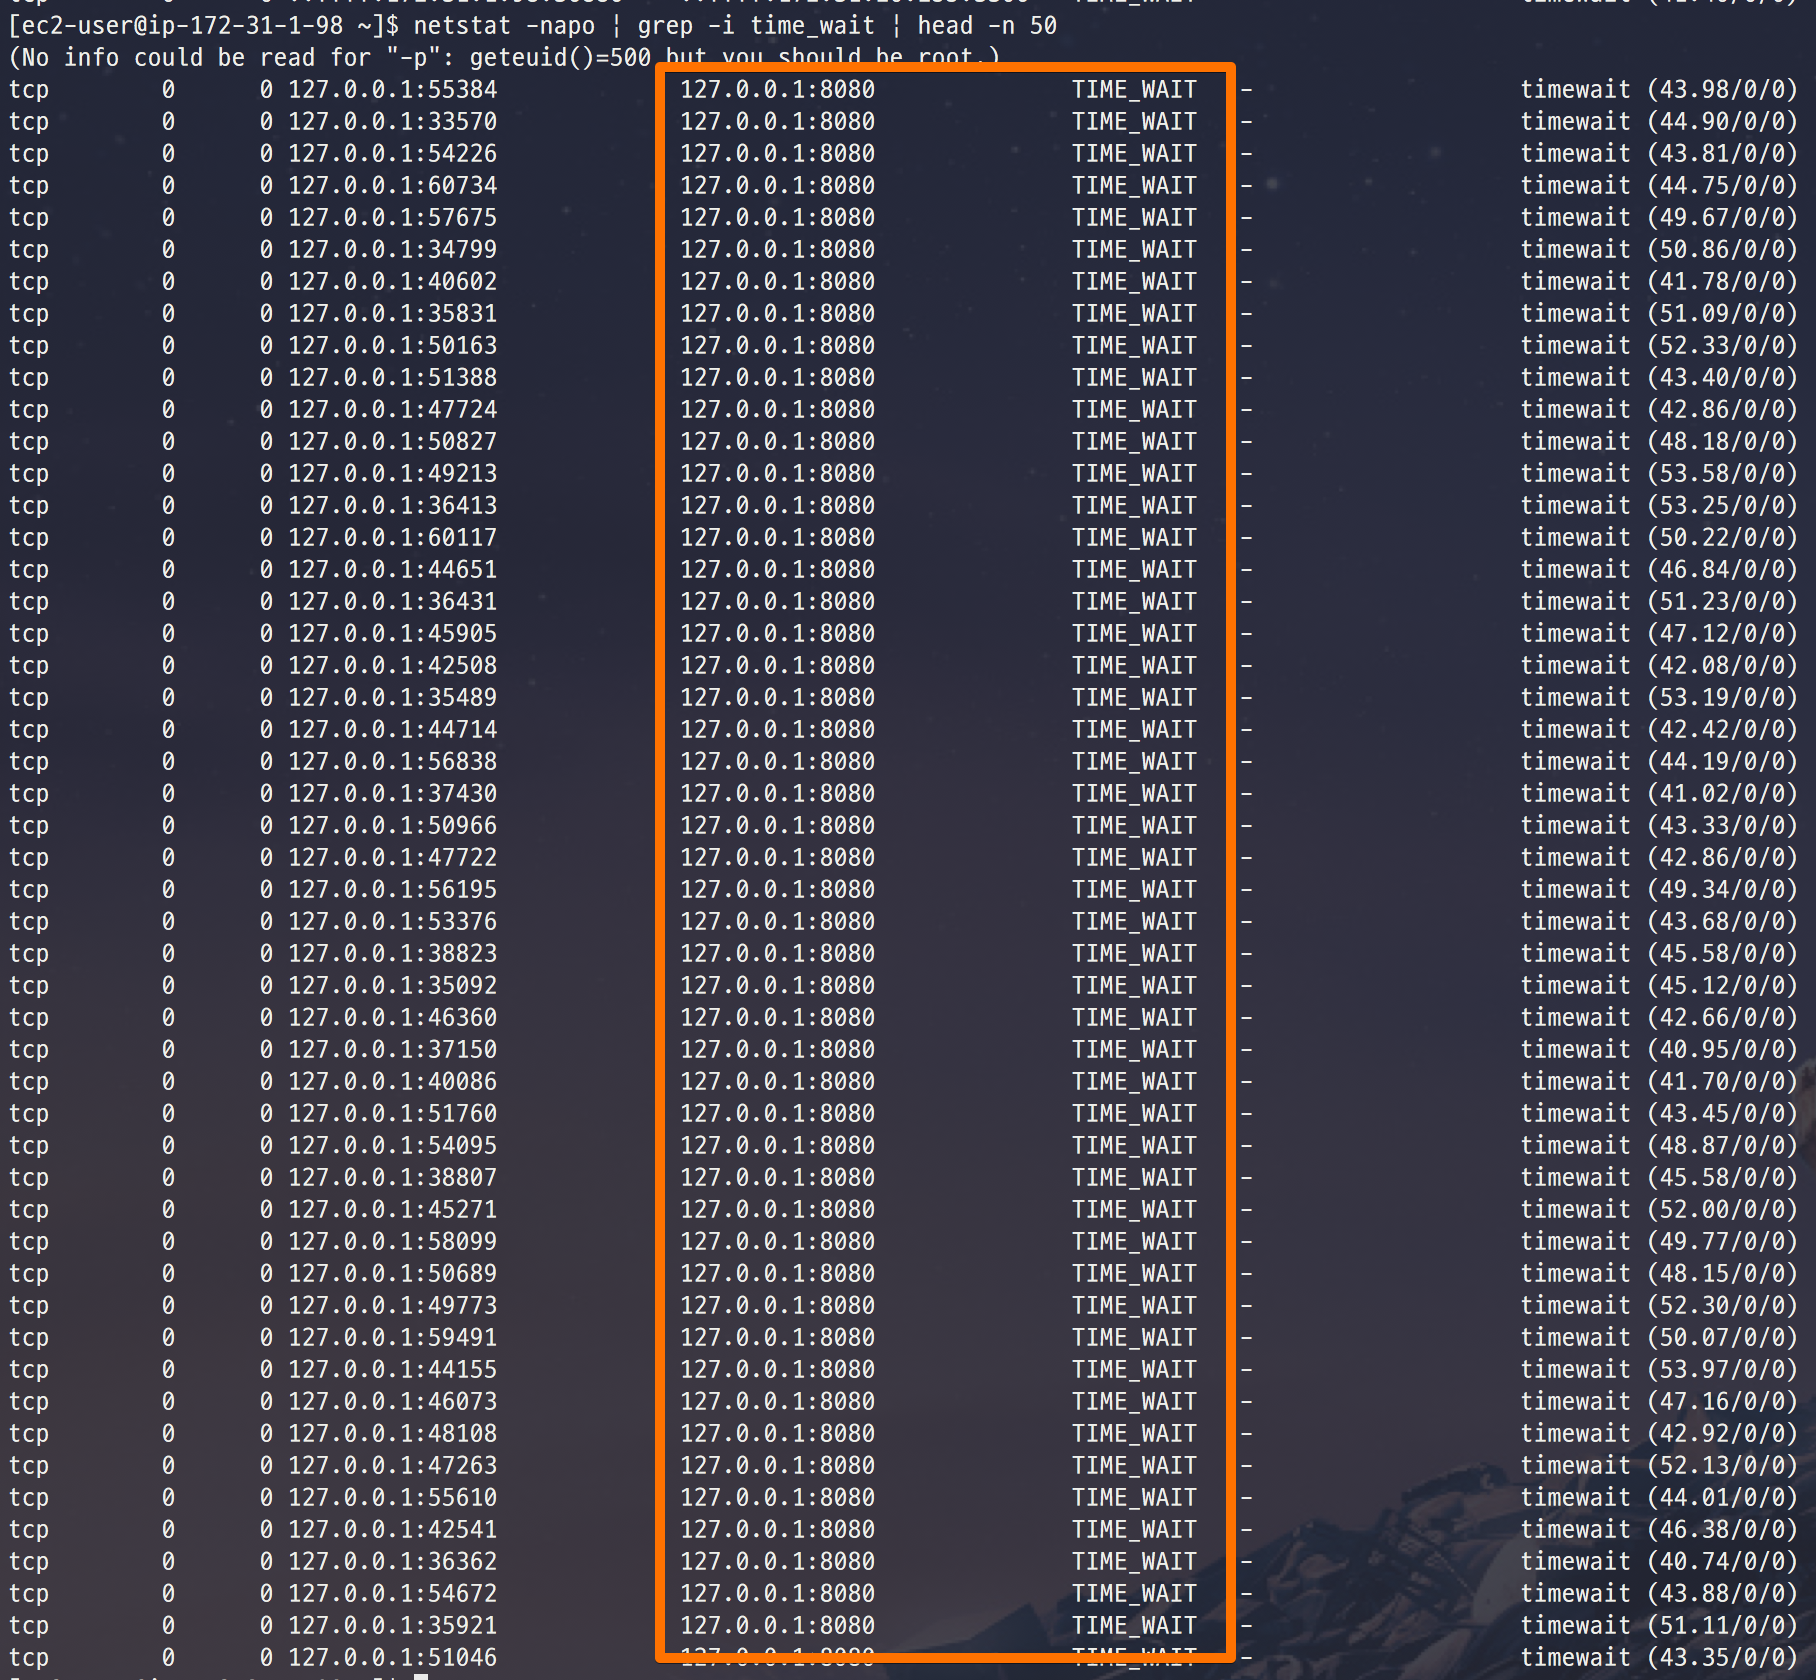 [ec2-user@ip-172-31-1-98 ~]$ netstat -napo | grep -i time_wait | head -n 50
(No info could be read for "-p": geteuid()=500 but you should be root.)
tcp 0 0 127.0.0.1:55384 127.0.0.1:8080 TIME_WAIT - timewait (43.98/0/0)
tcp 0 0 127.0.0.1:33570 127.0.0.1:8080 TIME_WAIT - timewait (44.90/0/0)
tcp 0 0 127.0.0.1:54226 127.0.0.1:8080 TIME_WAIT - timewait (43.81/0/0)
tcp 0 0 127.0.0.1:60734 127.0.0.1:8080 TIME_WAIT - timewait (44.75/0/0)
tcp 0 0 127.0.0.1:57675 127.0.0.1:8080 TIME_WAIT - timewait (49.67/0/0)
tcp 0 0 127.0.0.1:34799 127.0.0.1:8080 TIME_WAIT - timewait (50.86/0/0)
tcp 0 0 127.0.0.1:40602 127.0.0.1:8080 TIME_WAIT - timewait (41.78/0/0)
tcp 0 0 127.0.0.1:35831 127.0.0.1:8080 TIME_WAIT - timewait (51.09/0/0)
tcp 0 0 127.0.0.1:50163 127.0.0.1:8080 TIME_WAIT - timewait (52.33/0/0)
tcp 0 0 127.0.0.1:51388 127.0.0.1:8080 TIME_WAIT - timewait (43.40/0/0)
tcp 0 0 127.0.0.1:47724 127.0.0.1:8080 TIME_WAIT - timewait (42.86/0/0)
tcp 0 0 127.0.0.1:50827 127.0.0.1:8080 TIME_WAIT - timewait (48.18/0/0)
tcp 0 0 127.0.0.1:49213 127.0.0.1:8080 TIME_WAIT - timewait (53.58/0/0)
tcp 0 0 127.0.0.1:36413 127.0.0.1:8080 TIME_WAIT - timewait (53.25/0/0)
tcp 0 0 127.0.0.1:60117 127.0.0.1:8080 TIME_WAIT - timewait (50.22/0/0)
tcp 0 0 127.0.0.1:44651 127.0.0.1:8080 TIME_WAIT - timewait (46.84/0/0)
tcp 0 0 127.0.0.1:36431 127.0.0.1:8080 TIME_WAIT - timewait (51.23/0/0)
tcp 0 0 127.0.0.1:45905 127.0.0.1:8080 TIME_WAIT - timewait (47.12/0/0)
tcp 0 0 127.0.0.1:42508 127.0.0.1:8080 TIME_WAIT - timewait (42.08/0/0)
tcp 0 0 127.0.0.1:35489 127.0.0.1:8080 TIME_WAIT - timewait (53.19/0/0)
tcp 0 0 127.0.0.1:44714 127.0.0.1:8080 TIME_WAIT - timewait (42.42/0/0)
tcp 0 0 127.0.0.1:56838 127.0.0.1:8080 TIME_WAIT - timewait (44.19/0/0)
tcp 0 0 127.0.0.1:37430 127.0.0.1:8080 TIME_WAIT - timewait (41.02/0/0)
tcp 0 0 127.0.0.1:50966 127.0.0.1:8080 TIME_WAIT - timewait (43.33/0/0)
tcp 0 0 127.0.0.1:47722 127.0.0.1:8080 TIME_WAIT - timewait (42.86/0/0)
tcp 0 0 127.0.0.1:56195 127.0.0.1:8080 TIME_WAIT - timewait (49.34/0/0)
tcp 0 0 127.0.0.1:53376 127.0.0.1:8080 TIME_WAIT - timewait (43.68/0/0)
tcp 0 0 127.0.0.1:38823 127.0.0.1:8080 TIME_WAIT - timewait (45.58/0/0)
tcp 0 0 127.0.0.1:35092 127.0.0.1:8080 TIME_WAIT - timewait (45.12/0/0)
tcp 0 0 127.0.0.1:46360 127.0.0.1:8080 TIME_WAIT - timewait (42.66/0/0)
tcp 0 0 127.0.0.1:37150 127.0.0.1:8080 TIME_WAIT - timewait (40.95/0/0)
tcp 0 0 127.0.0.1:40086 127.0.0.1:8080 TIME_WAIT - timewait (41.70/0/0)
tcp 0 0 127.0.0.1:51760 127.0.0.1:8080 TIME_WAIT - timewait (43.45/0/0)
tcp 0 0 127.0.0.1:54095 127.0.0.1:8080 TIME_WAIT - timewait (48.87/0/0)
tcp 0 0 127.0.0.1:38807 127.0.0.1:8080 TIME_WAIT - timewait (45.58/0/0)
tcp 0 0 127.0.0.1:45271 127.0.0.1:8080 TIME_WAIT - timewait (52.00/0/0)
tcp 0 0 127.0.0.1:58099 127.0.0.1:8080 TIME_WAIT - timewait (49.77/0/0)
tcp 0 0 127.0.0.1:50689 127.0.0.1:8080 TIME_WAIT - timewait (48.15/0/0)
tcp 0 0 127.0.0.1:49773 127.0.0.1:8080 TIME_WAIT - timewait (52.30/0/0)
tcp 0 0 127.0.0.1:59491 127.0.0.1:8080 TIME_WAIT - timewait (50.07/0/0)
tcp 0 0 127.0.0.1:44155 127.0.0.1:8080 TIME_WAIT - timewait (53.97/0/0)
tcp 0 0 127.0.0.1:46073 127.0.0.1:8080 TIME_WAIT - timewait (47.16/0/0)
tcp 0 0 127.0.0.1:48108 127.0.0.1:8080 TIME_WAIT - timewait (42.92/0/0)
tcp 0 0 127.0.0.1:47263 127.0.0.1:8080 TIME_WAIT - timewait (52.13/0/0)
tcp 0 0 127.0.0.1:55610 127.0.0.1:8080 TIME_WAIT - timewait (44.01/0/0)
tcp 0 0 127.0.0.1:42541 127.0.0.1:8080 TIME_WAIT - timewait (46.38/0/0)
tcp 0 0 127.0.0.1:36362 127.0.0.1:8080 TIME_WAIT - timewait (40.74/0/0)
tcp 0 0 127.0.0.1:54672 127.0.0.1:8080 TIME_WAIT - timewait (43.88/0/0)
tcp 0 0 127.0.0.1:35921 127.0.0.1:8080 TIME_WAIT - timewait (51.11/0/0)
tcp 0 0 127.0.0.1:51046 127.0.0.1:8080 TIME_WAIT - timewait (43.35/0/0)